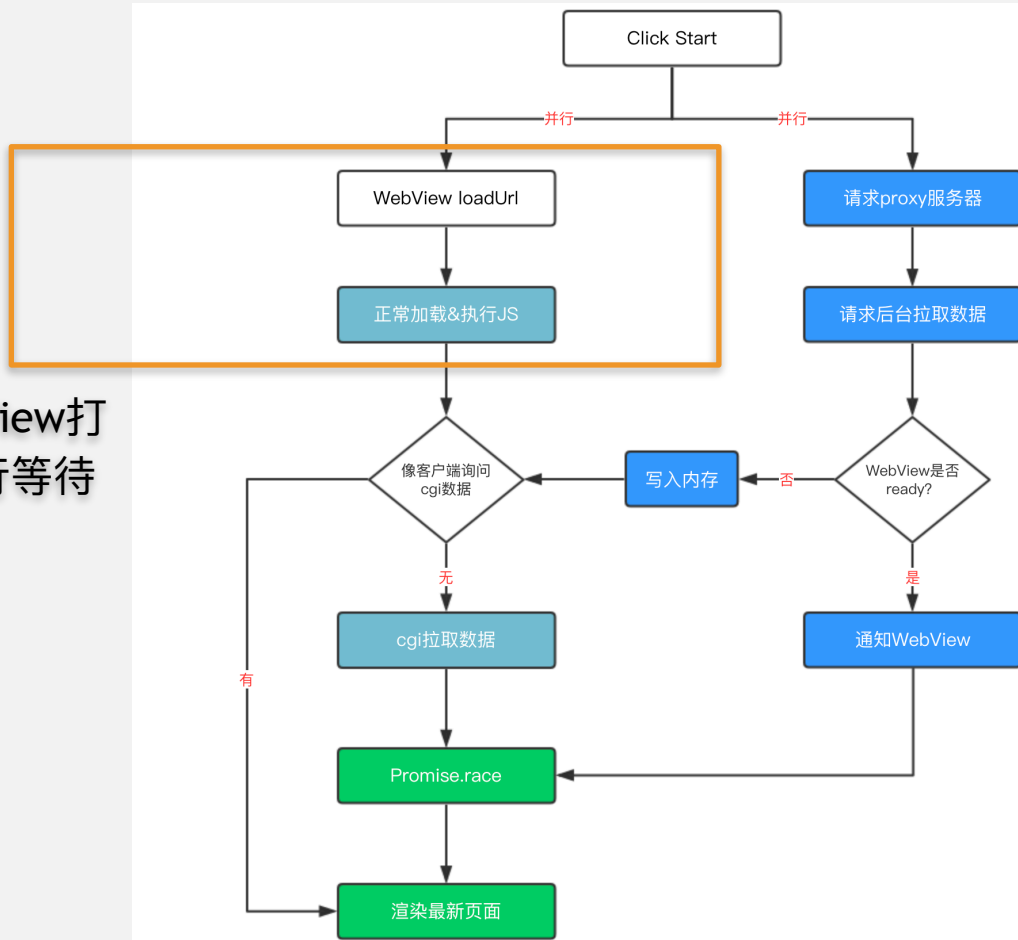 Click Start
并行
并行
WebView loadUrl
请求proxy服务器
正常加载&执行JS
请求后台拉取数据
iew打
等待
像客户端询问
cgi数据
写入内存
否
WebView是否
ready?
无
是
cgi拉取数据
通知WebView
有
Promise.race
渲染最新页面